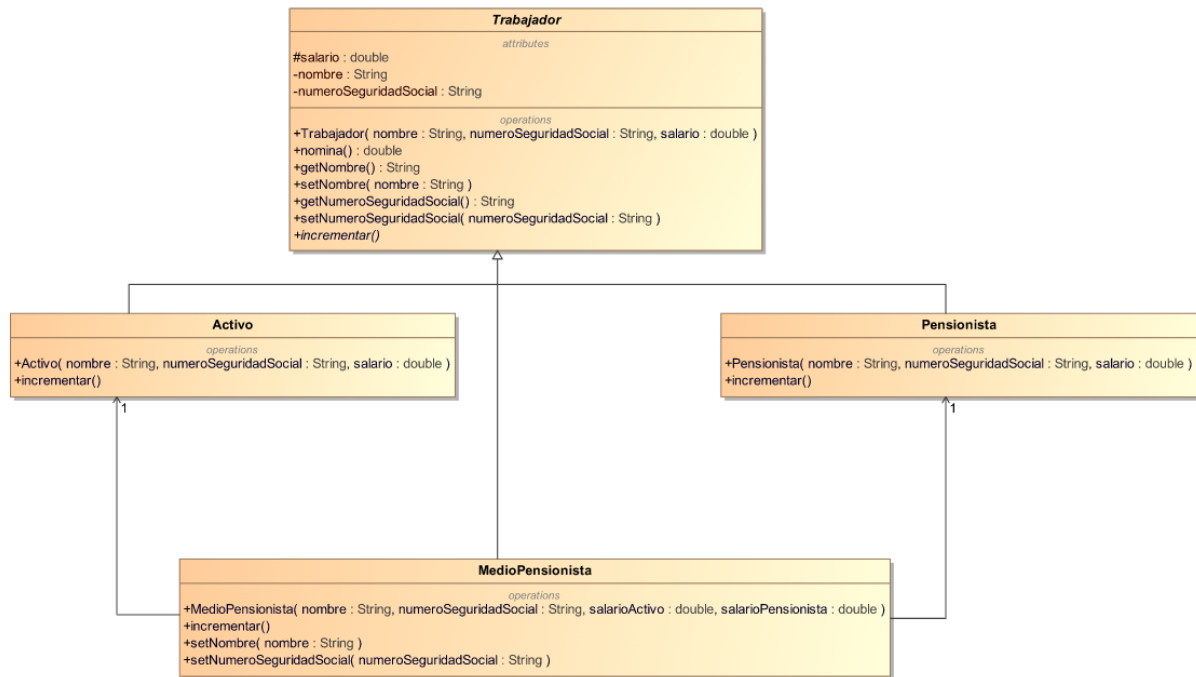 Trabajador
attributes
#salario : double
-nombre : String
-numeroSeguridadSocial : String
operations
+Trabajador( nombre : String, numeroSeguridadSocial : String, salario : double )
+nomina() : double
+getNombre() : String
+setNombre( nombre : String )
+getNumeroSeguridadSocial() : String
+setNumeroSeguridadSocial( numeroSeguridadSocial : String )
+incrementar()
Activo
operations
+Activo( nombre : String, numeroSeguridadSocial : String, salario : double )
+incrementar()
Pensionista
operations
+Pensionista( nombre : String, numeroSeguridadSocial : String, salario : double )
+incrementar()
1
1
MedioPensionista
operations
+MedioPensionista( nombre : String, numeroSeguridadSocial : String, salarioActivo : double, salarioPensionista : double )
+incrementar()
+setNombre( nombre : String )
+setNumeroSeguridadSocial( numeroSeguridadSocial : String )